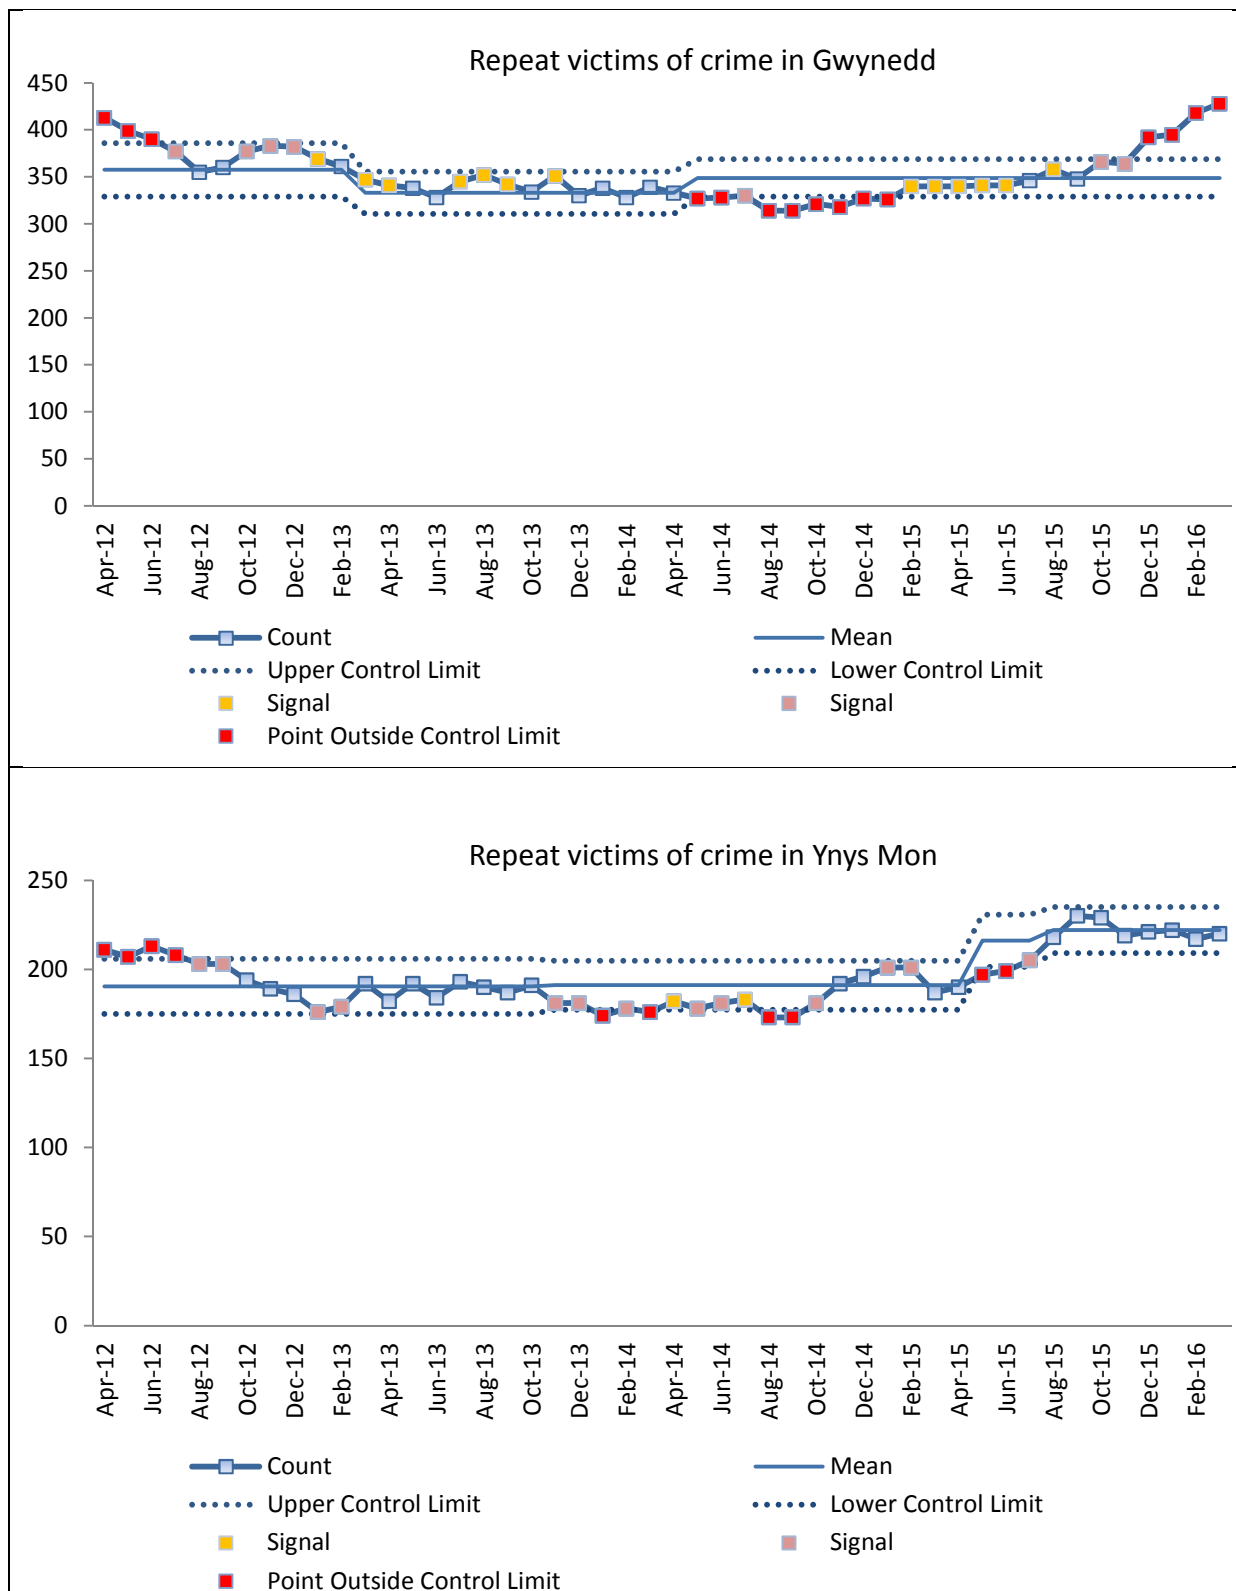 Repeat victims of crime in Gwynedd
450
400
350
300
250
200
150
100
50
0
Apr-12 Jun-12 Aug-12 Oct-12 Dec-12 Feb-13 Apr-13 Jun-13 Aug-13 Oct-13 Dec-13 Feb-14 Apr-14 Jun-14 Aug-14 Oct-14 Dec-14 Feb-15 Apr-15 Jun-15 Aug-15 Oct-15 Dec-15 Feb-16
Count Mean
Upper Control Limit Lower Control Limit
Signal Signal
Point Outside Control Limit
Repeat victims of crime in Ynys Mon
250
200
150
100
50
0
Apr-12 Jun-12 Aug-12 Oct-12 Dec-12 Feb-13 Apr-13 Jun-13 Aug-13 Oct-13 Dec-13 Feb-14 Apr-14 Jun-14 Aug-14 Oct-14 Dec-14 Feb-15 Apr-15 Jun-15 Aug-15 Oct-15 Dec-15 Feb-16
Count Mean
Upper Control Limit Lower Control Limit
Signal Signal
Point Outside Control Limit